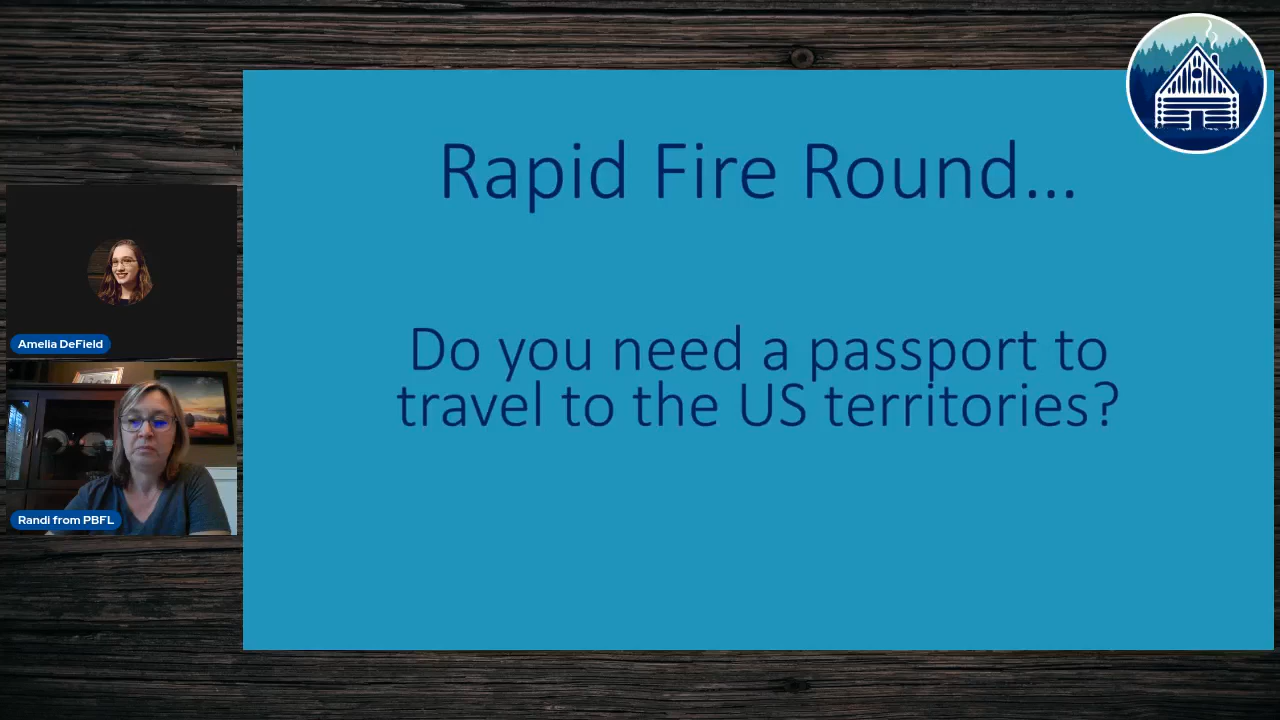 Rapid Fire Round...
Do you need a passport to
travel to the US territories?
Amelia DeField
Randi from PBFL